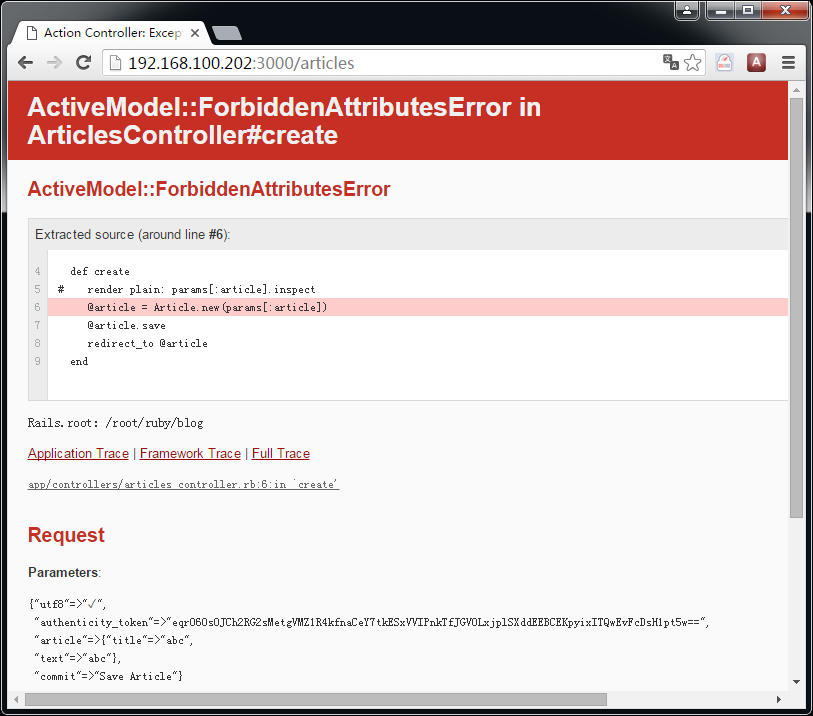 Action Controller: Excep
192.168.100.202:3000/articles
A
ActiveModel::ForbiddenAttributesError in
ArticlesController#create
ActiveModel::ForbiddenAttributesError
Extracted source (around line #6):
4 def create
5 # render plain: params[:article].inspect
6 @article = Article.new(params[:article])
7 @article.save
8 redirect_to @article
9 end
Rails.root: /root/ruby/blog
Application Trace | Framework Trace | Full Trace
app/controllers/articles_controller.rb:6:in `create'
Request
Parameters:
{"utf8"=>"✓",
"authenticity_token"=>
"article"=>{"title"=>"abc",
"text"=>"abc"},
"commit"=>"Save Article"}